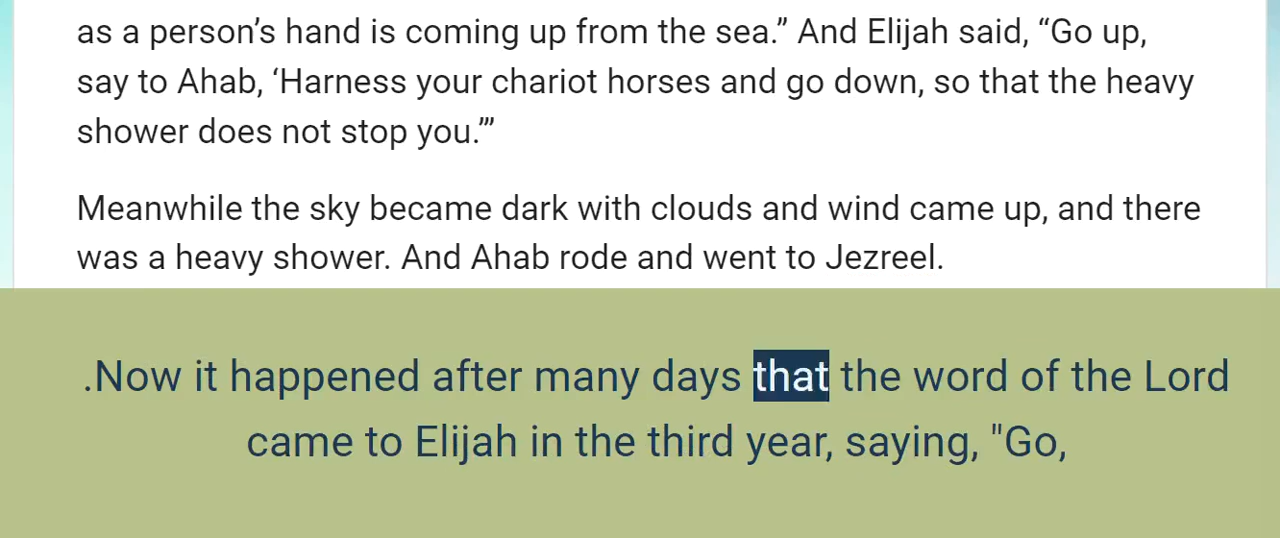 as a person’s hand is coming up from the sea.” And Elijah said, “Go up,
say to Ahab, ‘Harness your chariot horses and go down, so that the heavy
shower does not stop you.’”
Meanwhile the sky became dark with clouds and wind came up, and there
was a heavy shower. And Ahab rode and went to Jezreel.
.Now it happened after many days that the word of the Lord
came to Elijah in the third year, saying, "Go,